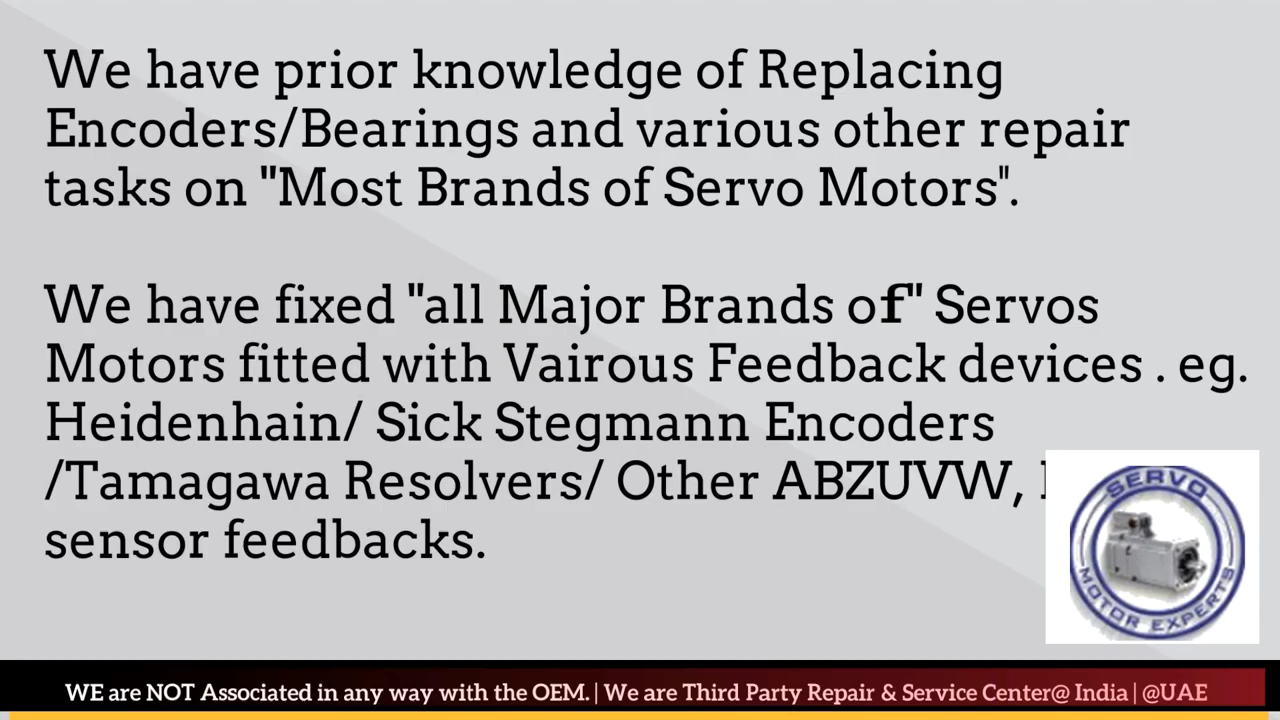 We have prior knowledge of Replacing
Encoders/Bearings and various other repair
tasks on "Most Brands of Servo Motors".
We have fixed "all Major Brands of" Servos
Motors fitted with Vairous Feedback devices . eg.
Heidenhain/ Sick Stegmann Encoders
/Tamagawa Resolvers/ Other ABZUVW,
sensor feedbacks.
SERVO
MOTOR EXPERTS
WE are NOT Associated in any way with the OEM. | We are Third Party Repair & Service Center@ India | @UAE